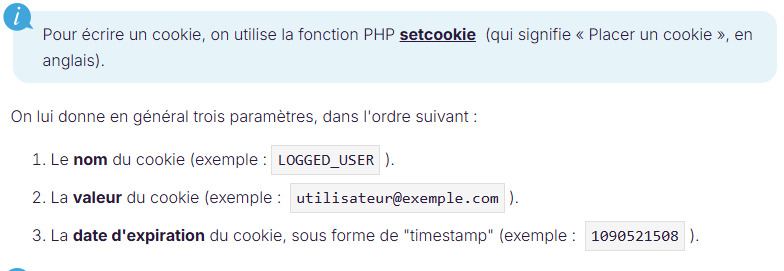 i
Pour écrire un cookie, on utilise la fonction PHP setcookie (qui signifie « Placer un cookie », en
anglais).
On lui donne en général trois paramètres, dans l'ordre suivant :
1. Le nom du cookie (exemple : LOGGED_USER ).
2. La valeur du cookie (exemple : utilisateur@exemple.com ).
3. La date d'expiration du cookie, sous forme de "timestamp" (exemple : 1090521508 ).